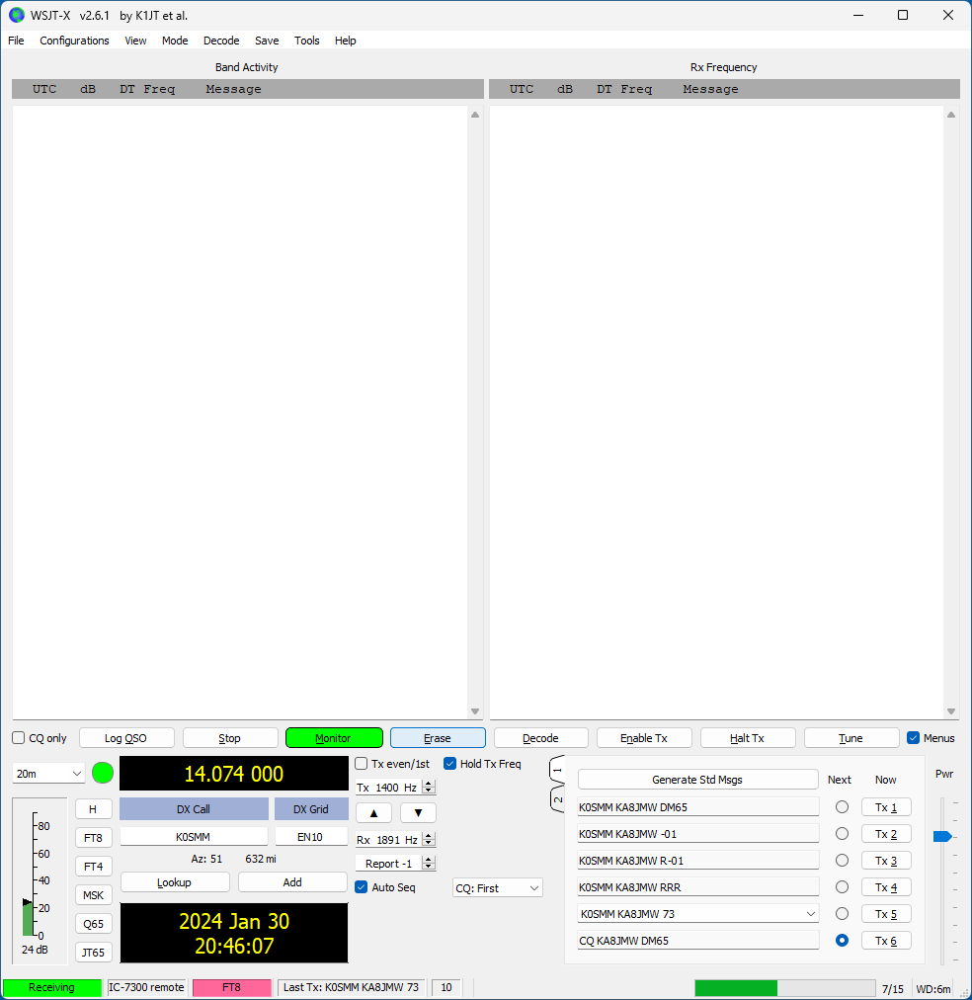 WSJT-X v2.6.1 by K1JT et al.
File Configurations View Mode Decode Save Tools Help
Band Activity
UTC dB DT Freq Message
Rx Frequency
UTC dB DT Freq Message
CQ only Log QSO Stop Monitor Erase Decode Enable Tx Halt Tx Tune Menus
20m
14.074 000
Tx even/1st Hold Tx Freq
Tx 1400 Hz
▲ ▼
Rx 1891 Hz
Report -1
Auto Seq CQ: First
H
FT8
FT4
MSK
Q65
JT65
80
60
40
20
0
24 dB
DX Call DX Grid
K0SMM EN10
Az: 51 632 mi
Lookup Add
2024 Jan 30
20:46:07
1
2
Generate Std Msgs Next Now
K0SMM KA8JMW DM65 Tx 1
K0SMM KA8JMW -01 Tx 2
K0SMM KA8JMW R-01 Tx 3
K0SMM KA8JMW RRR Tx 4
K0SMM KA8JMW 73 Tx 5
CQ KA8JMW DM65 Tx 6
Pwr
Receiving IC-7300 remote FT8 Last Tx: K0SMM KA8JMW 73 10 7/15 WD:6m